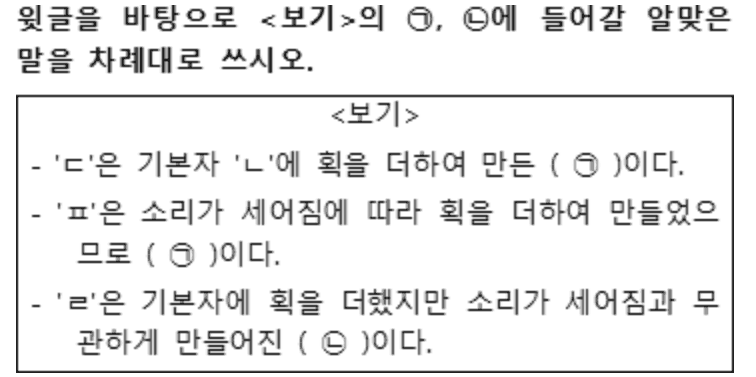 윗글을 바탕으로 <보기>의 ㉠, ㉡에 들어갈 알맞은
말을 차례대로 쓰시오.
<보기>
- 'ㄷ'은 기본자 'ㄴ'에 획을 더하여 만든 ( ㉠ )이다.
- 'ㅍ'은 소리가 세어짐에 따라 획을 더하여 만들었으
므로 ( ㉠ )이다.
- 'ㄹ'은 기본자에 획을 더했지만 소리가 세어짐과 무
관하게 만들어진 ( ㉡ )이다.